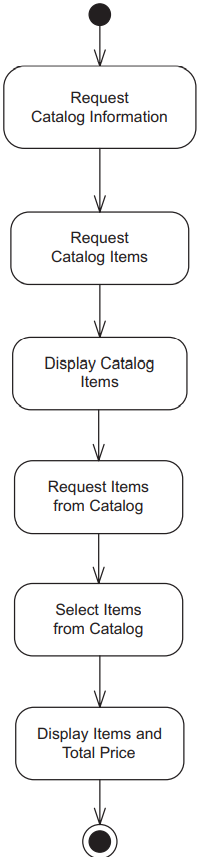 Request
Catalog Information
Request
Catalog Items
Display Catalog
Items
Request Items
from Catalog
Select Items
from Catalog
Display Items and
Total Price